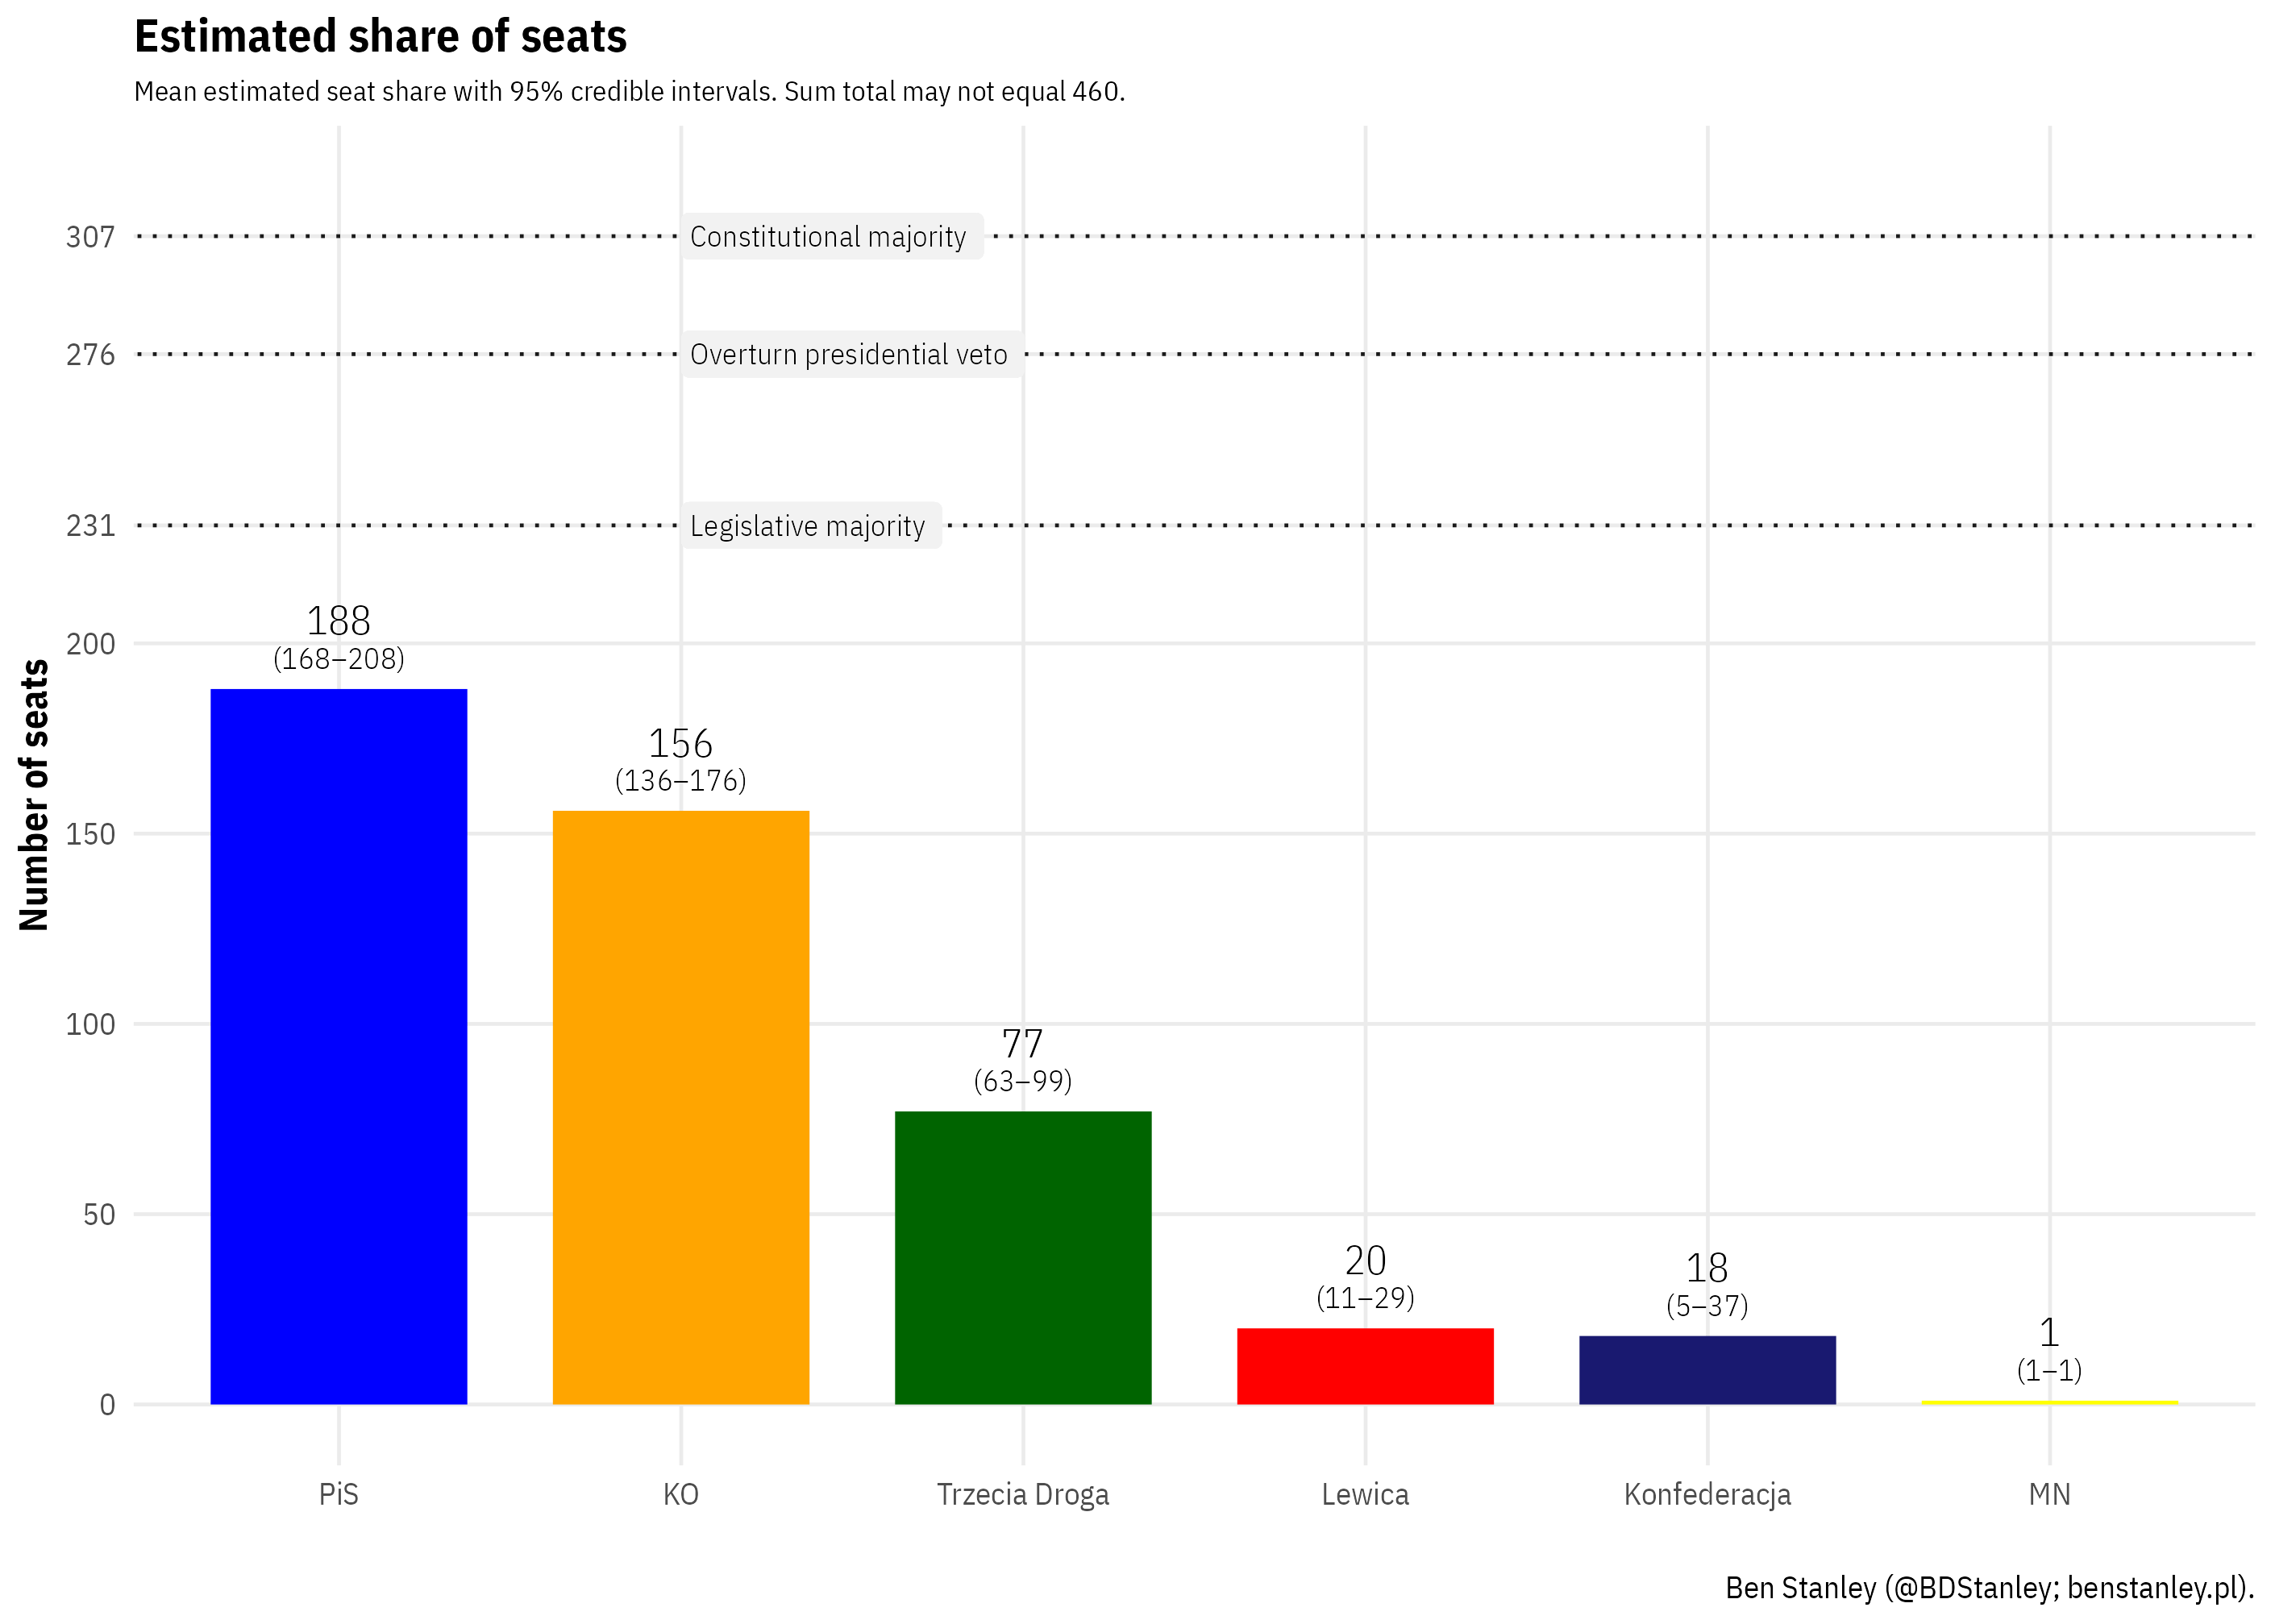 Estimated share of seats
Mean estimated seat share with 95% credible intervals. Sum total may not equal 460.
Number of seats
307
Constitutional majority
276
Overturn presidential veto
231
Legislative majority
200
150
100
50
0
188
(168–208)
156
(136–176)
77
(63–99)
20
(11–29)
18
(5–37)
1
(1–1)
PiS
KO
Trzecia Droga
Lewica
Konfederacja
MN
Ben Stanley (@BDStanley; benstanley.pl).